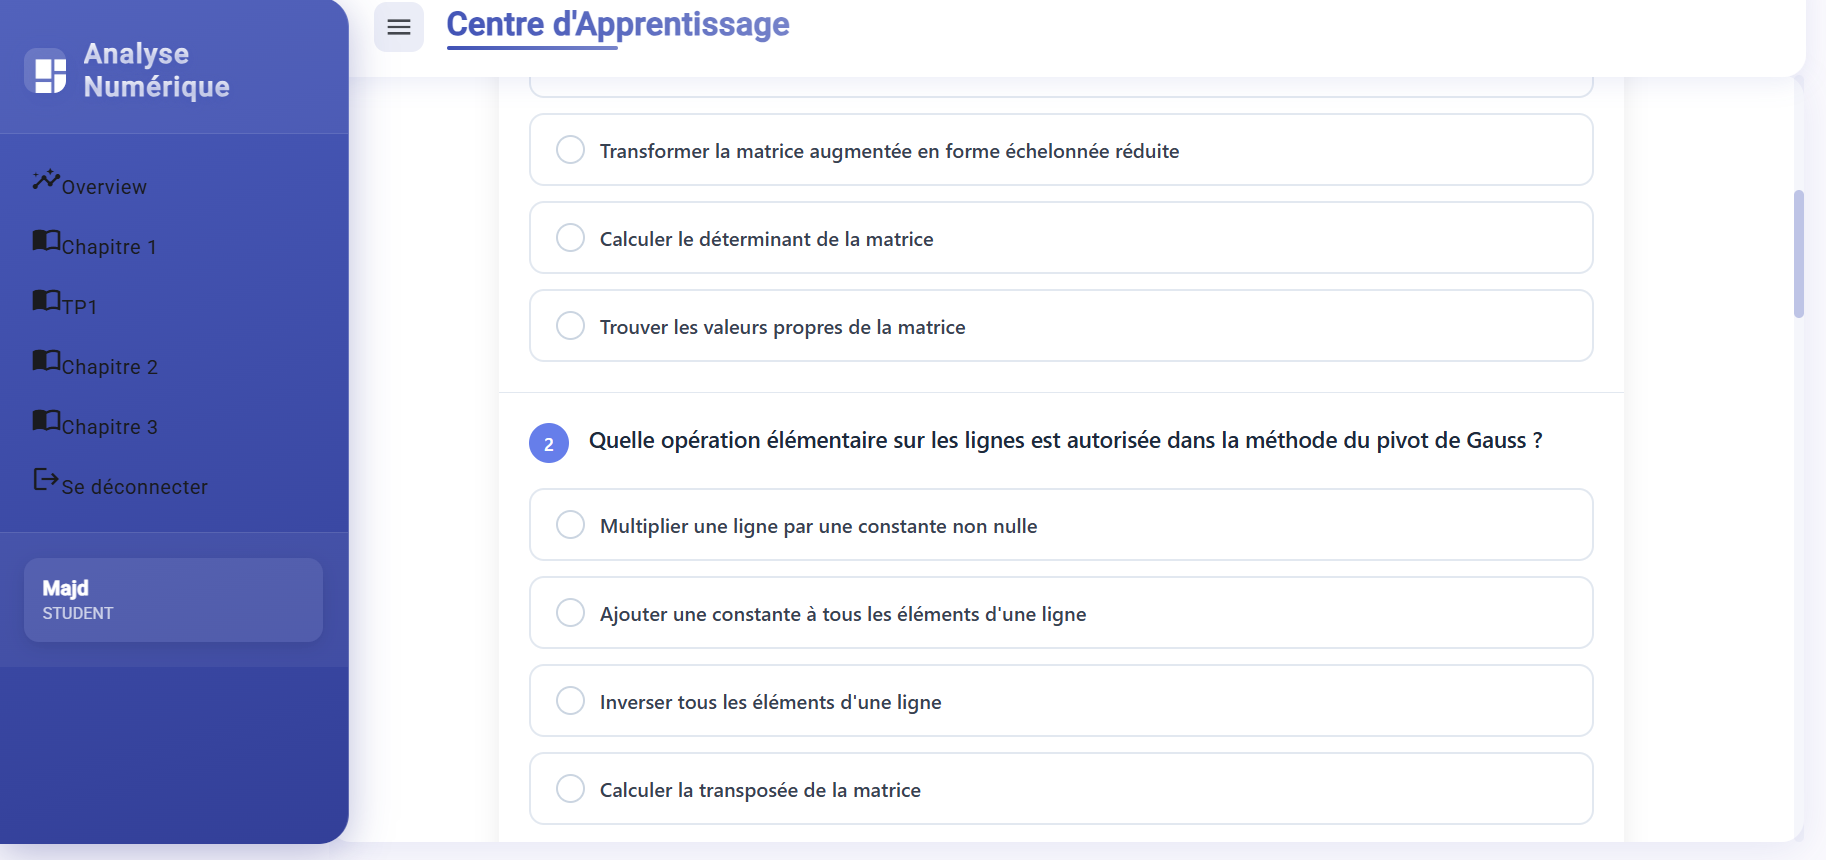 Analyse
Numérique
Overview
Chapitre 1
TP1
Chapitre 2
Chapitre 3
Se déconnecter
Majd
STUDENT
Centre d'Apprentissage
Transformer la matrice augmentée en forme échelonnée réduite
Calculer le déterminant de la matrice
Trouver les valeurs propres de la matrice
2 Quelle opération élémentaire sur les lignes est autorisée dans la méthode du pivot de Gauss ?
Multiplier une ligne par une constante non nulle
Ajouter une constante à tous les éléments d'une ligne
Inverser tous les éléments d'une ligne
Calculer la transposée de la matrice